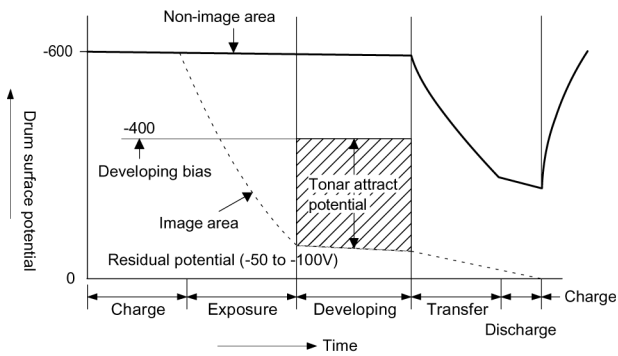 Non-image area
-600
-400
Developing bias
Tonar attract
potential
Image area
Drum surface potential
Residual potential (-50 to -100V)
0
Charge
Exposure
Developing
Transfer
Charge
Discharge
Time